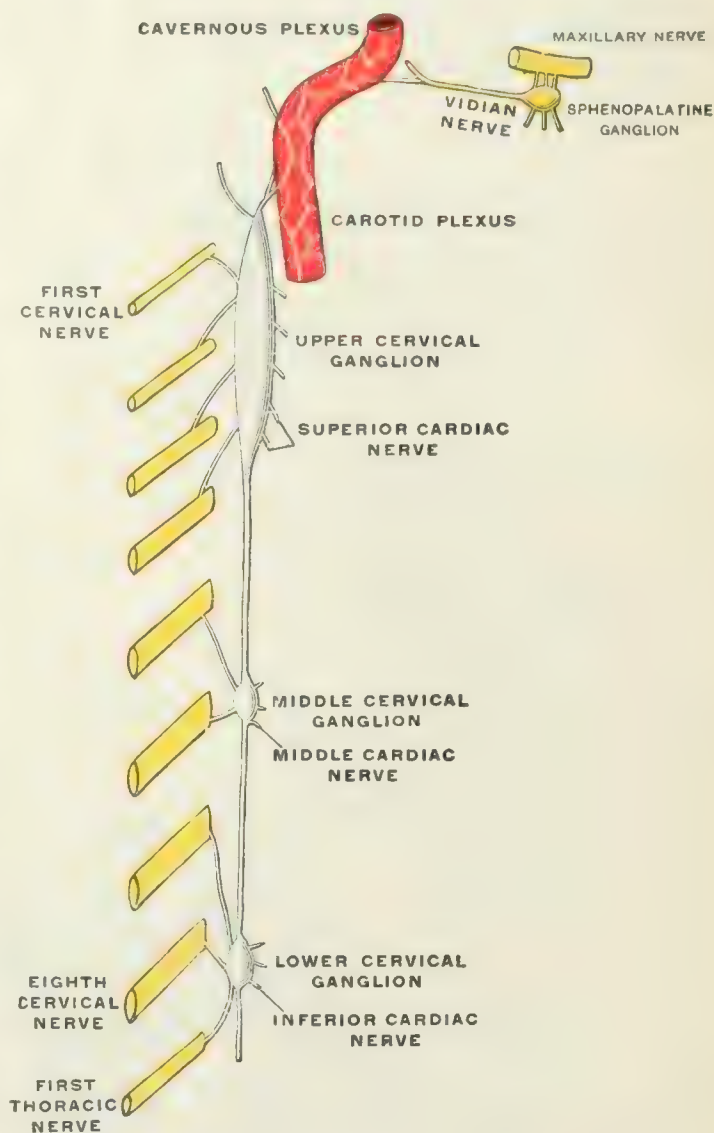 CAVERNOUS PLEXUS
MAXILLARY NERVE
VIDIAN
NERVE
SPHENOPALATINE
GANGLION
CAROTID PLEXUS
FIRST
CERVICAL
NERVE
UPPER CERVICAL
GANGLION
SUPERIOR CARDIAC
NERVE
MIDDLE CERVICAL
GANGLION
MIDDLE CARDIAC
NERVE
LOWER CERVICAL
GANGLION
EIGHTH
CERVICAL
NERVE
INFERIOR CARDIAC
NERVE
FIRST
THORACIC
NERVE